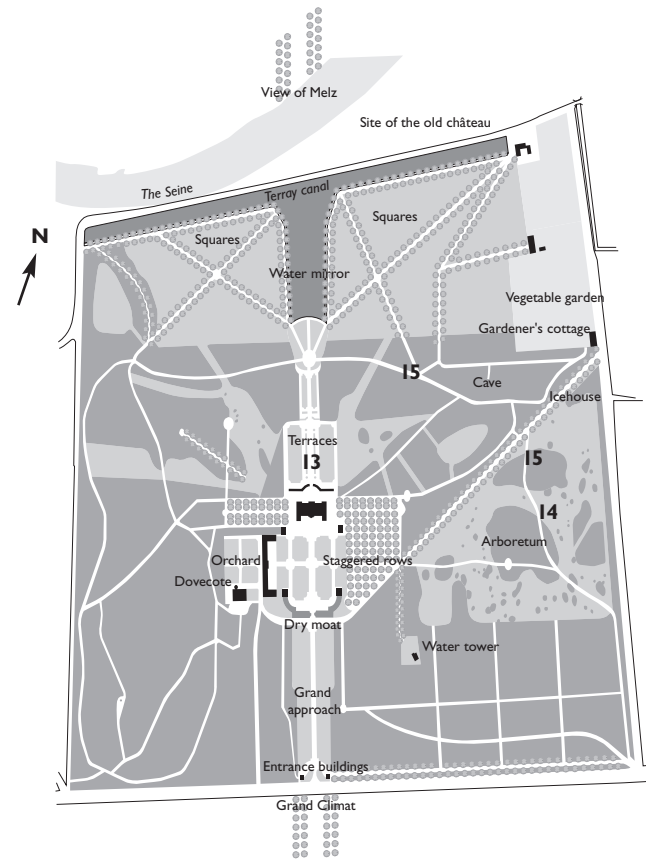 View of Melz
Site of the old château
The Seine
Terray canal
N
Squares
Squares
Water mirror
Vegetable garden
Gardener's cottage
15
Cave
Icehouse
Terraces
13
15
14
Arboretum
Orchard
Staggered rows
Dovecote
Dry moat
Water tower
Grand
approach
Entrance buildings
Grand Climat